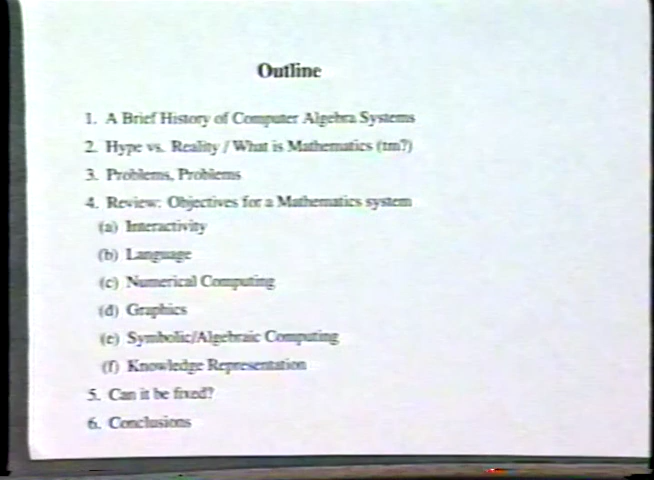 Outline
1. A Brief History of Computer Algebra Systems
2. Hype vs. Reality / What is Mathematics (tm?)
3. Problems, Problems
4. Review: Objectives for a Mathematics system
(a) Interactivity
(b) Language
(c) Numerical Computing
(d) Graphics
(e) Symbolic/Algebraic Computing
(f) Knowledge Representation
5. Can it be fixed?
6. Conclusions